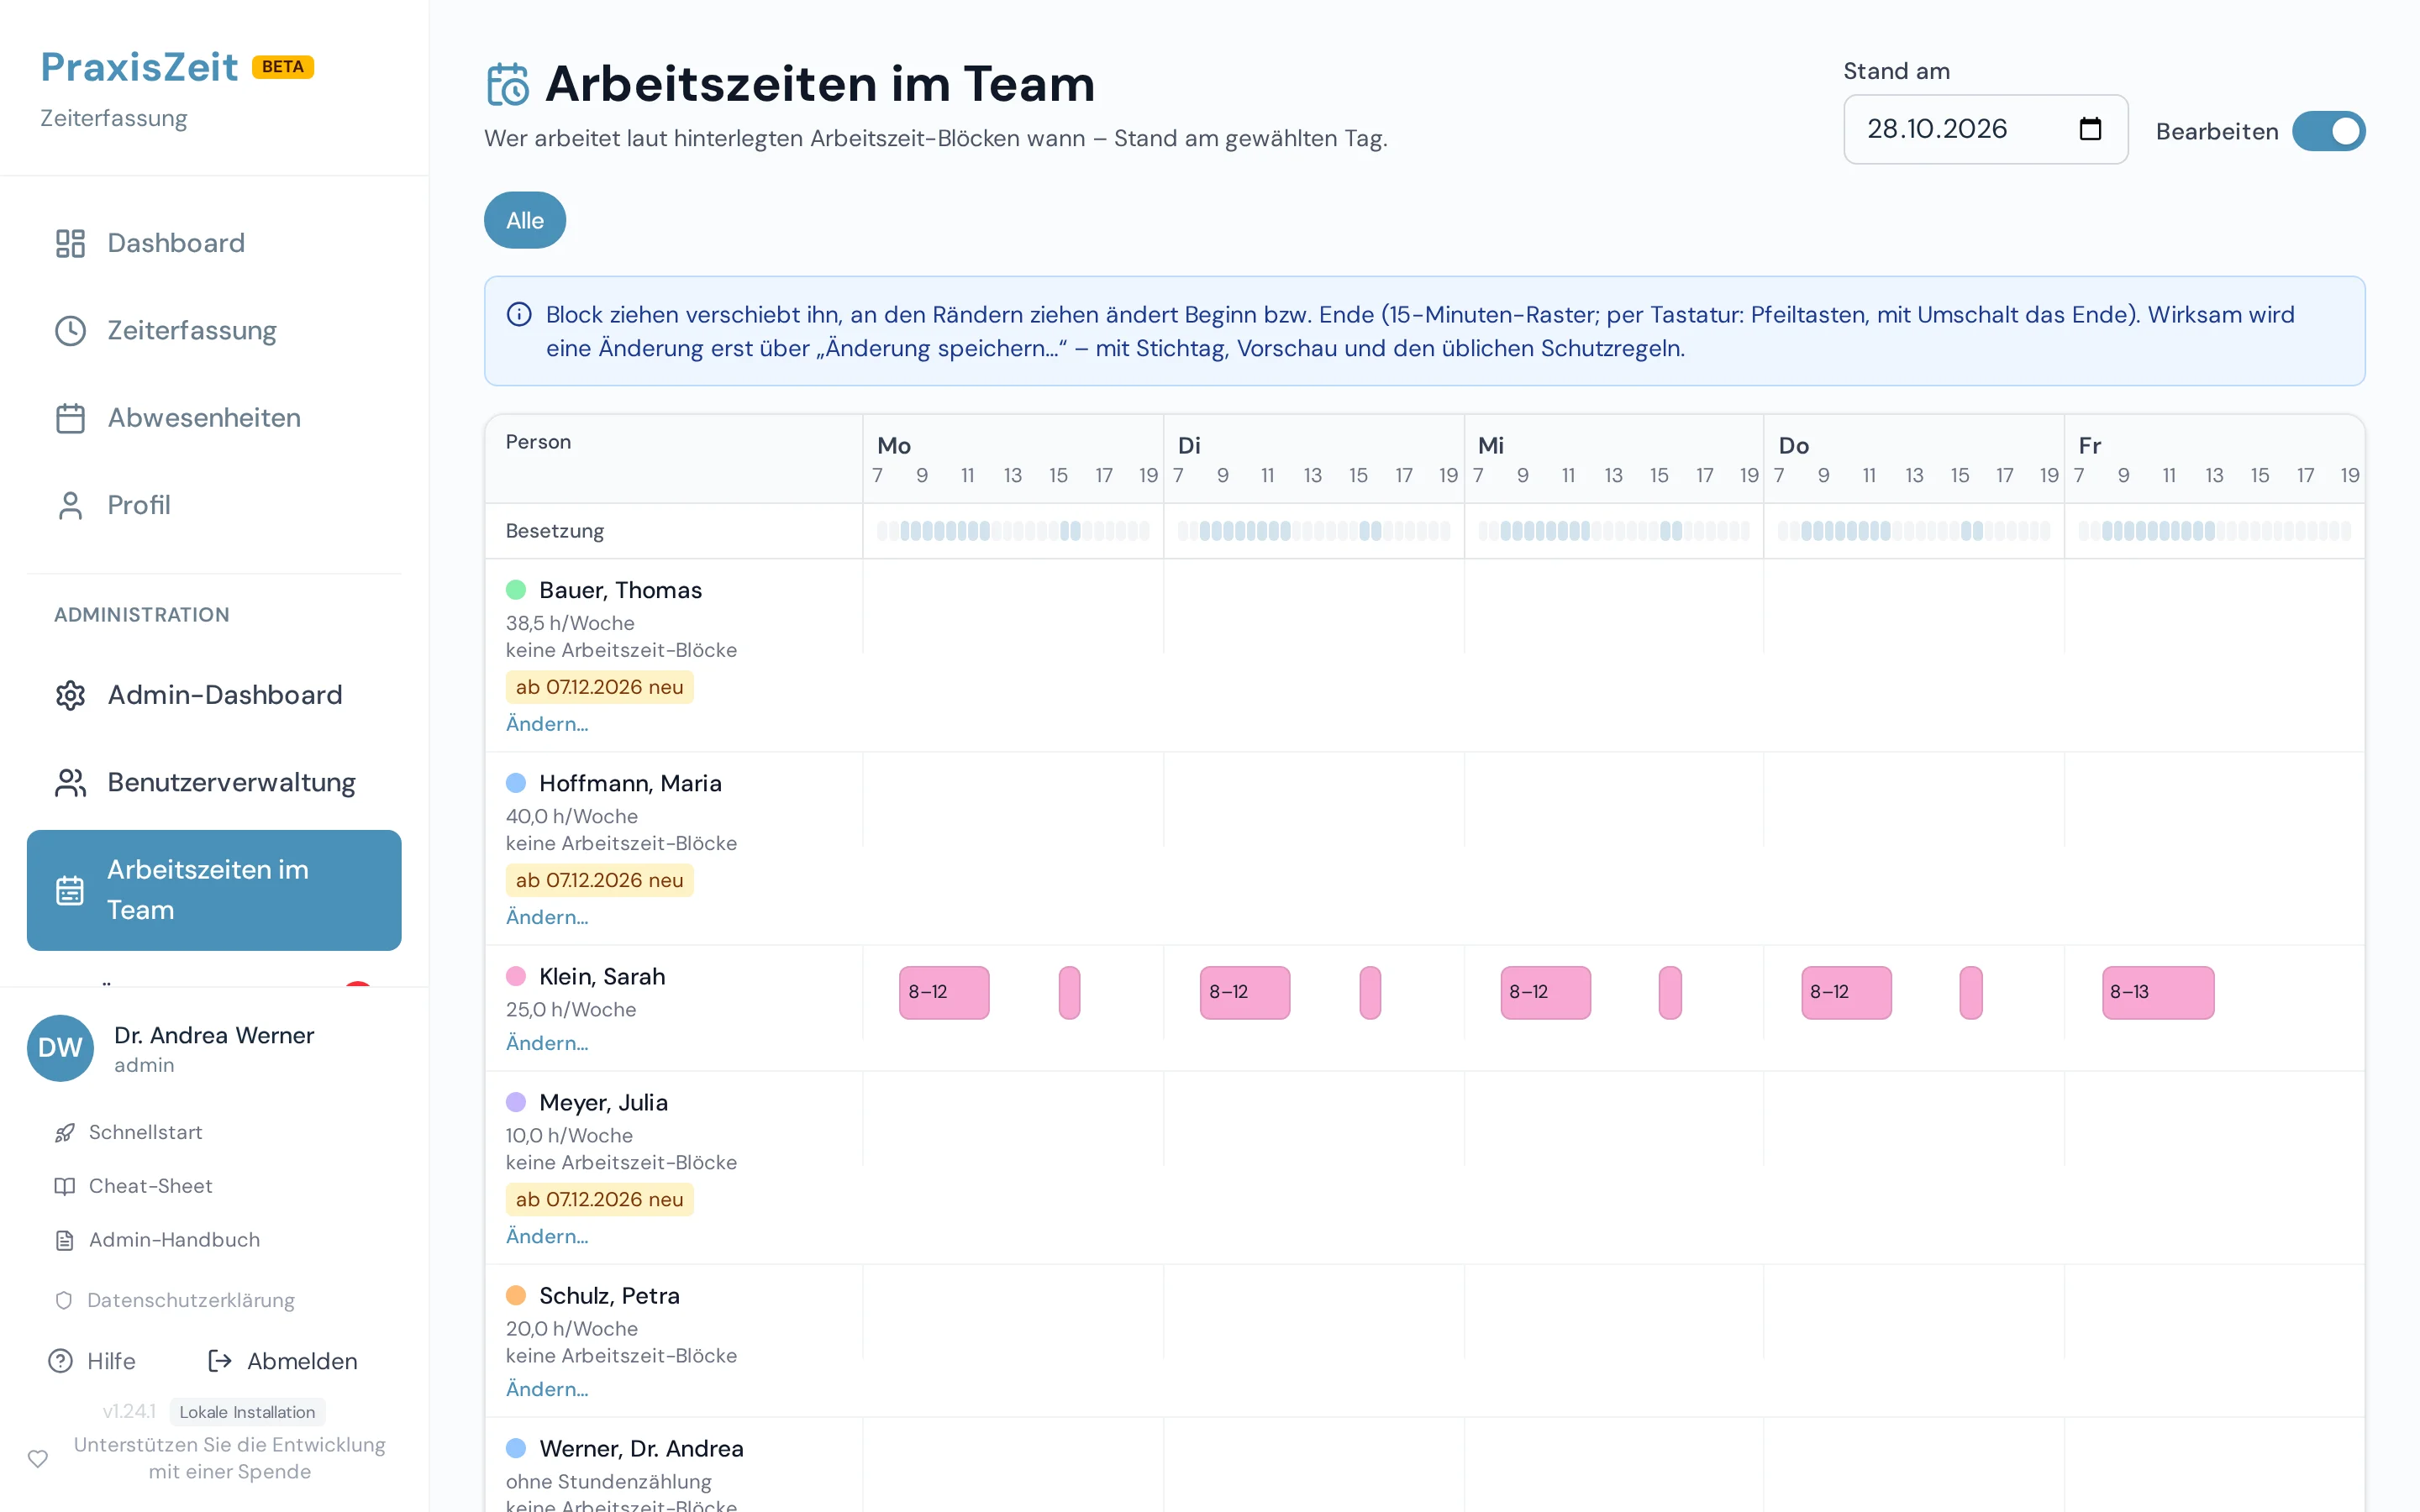 PraxisZeit BETA
Zeiterfassung
Dashboard
Zeiterfassung
Abwesenheiten
Profil
ADMINISTRATION
Admin-Dashboard
Benutzerverwaltung
Arbeitszeiten im
Team
DW
Dr. Andrea Werner
admin
Schnellstart
Cheat-Sheet
Admin-Handbuch
Datenschutzerklärung
Hilfe Abmelden
v1.24.1 Lokale Installation
Unterstützen Sie die Entwicklung
mit einer Spende
Arbeitszeiten im Team
Wer arbeitet laut hinterlegten Arbeitszeit-Blöcken wann – Stand am gewählten Tag.
Stand am
28.10.2026
Bearbeiten
Alle
Block ziehen verschiebt ihn, an den Rändern ziehen ändert Beginn bzw. Ende (15-Minuten-Raster; per Tastatur: Pfeiltasten, mit Umschalt das Ende). Wirksam wird
eine Änderung erst über „Änderung speichern…“ – mit Stichtag, Vorschau und den üblichen Schutzregeln.
Person Mo Di Mi Do Fr
7 9 11 13 15 17 19 7 9 11 13 15 17 19 7 9 11 13 15 17 19 7 9 11 13 15 17 19 7 9 11 13 15 17 19
Besetzung
Bauer, Thomas
38,5 h/Woche
keine Arbeitszeit-Blöcke
ab 07.12.2026 neu
Ändern…
Hoffmann, Maria
40,0 h/Woche
keine Arbeitszeit-Blöcke
ab 07.12.2026 neu
Ändern…
Klein, Sarah
25,0 h/Woche
Ändern…
8–12 8–12 8–12 8–12 8–13
Meyer, Julia
10,0 h/Woche
keine Arbeitszeit-Blöcke
ab 07.12.2026 neu
Ändern…
Schulz, Petra
20,0 h/Woche
keine Arbeitszeit-Blöcke
Ändern…
Werner, Dr. Andrea
ohne Stundenzählung
keine Arbeitszeit-Blöcke